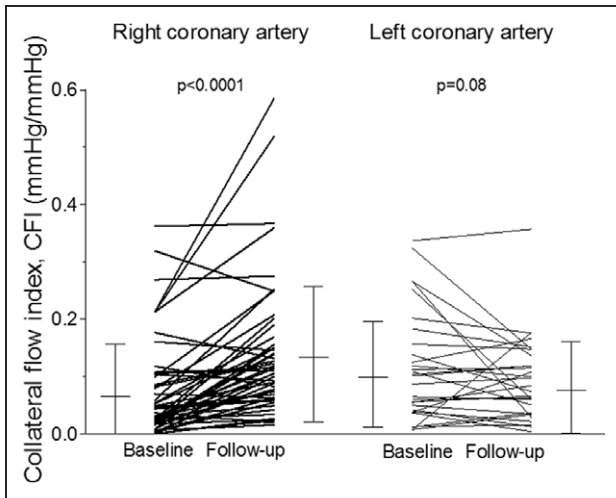 Right coronary artery
Left coronary artery
p<0.0001
p=0.08
Collateral flow index, CFI (mmHg/mmHg)
0.6
0.4
0.2
0.0
Baseline Follow-up
Baseline Follow-up